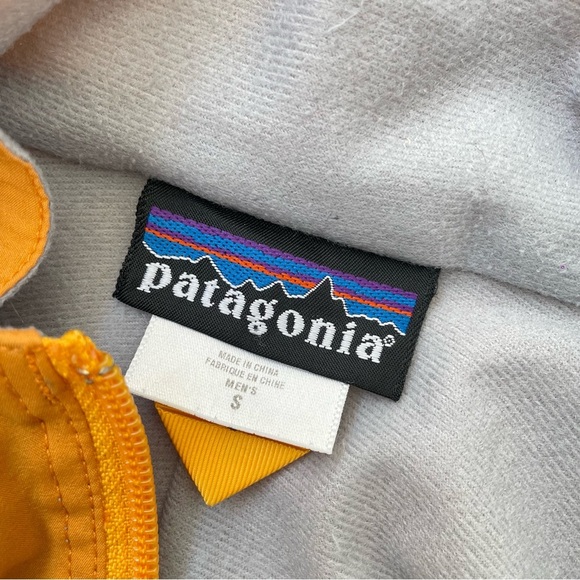 patagonia®
MADE IN CHINA
FABRIQUE EN CHINE
MEN'S
S